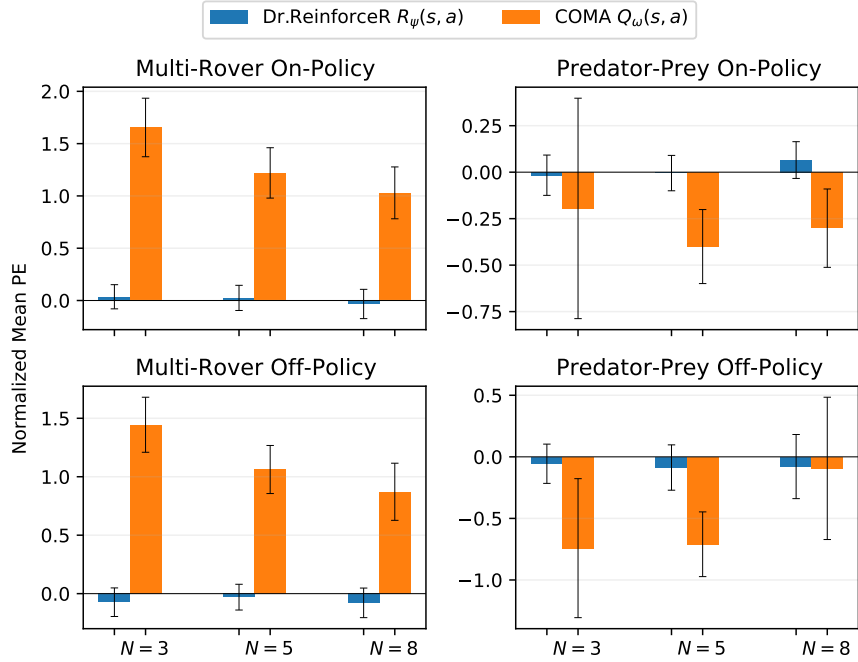 Dr.ReinforceR R_ψ(s, a) COMA Q_ω(s, a)
Multi-Rover On-Policy
2.0
1.5
1.0
0.5
0.0
Predator-Prey On-Policy
0.25
0.00
−0.25
−0.50
−0.75
Normalized Mean PE
Multi-Rover Off-Policy
1.5
1.0
0.5
0.0
N = 3 N = 5 N = 8
Predator-Prey Off-Policy
0.5
0.0
−0.5
−1.0
N = 3 N = 5 N = 8